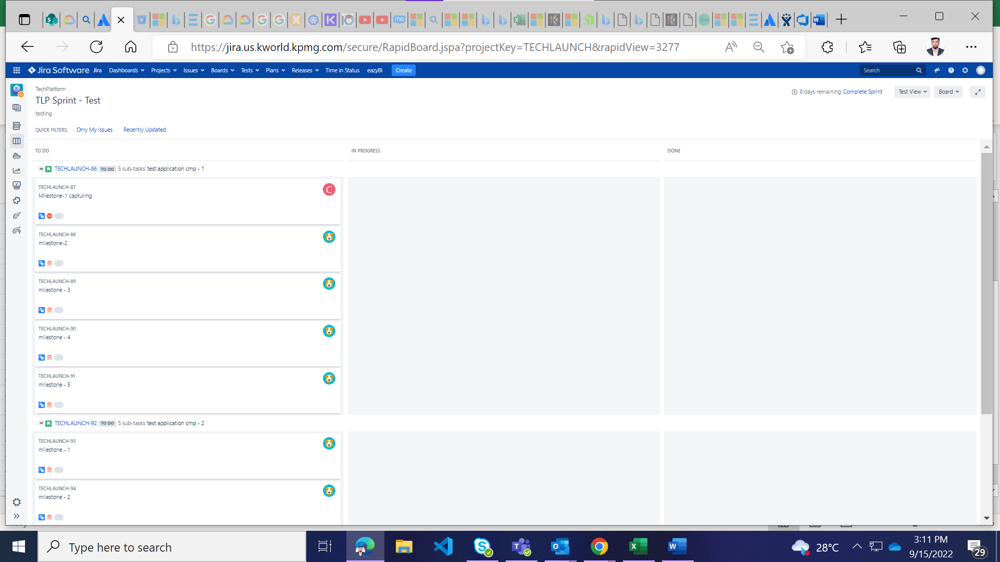 https://jira.us.kworld.kpmg.com/secure/RapidBoard.jspa?projectKey=TECHLAUNCH&rapidView=3277
Jira Software Jira Dashboards Projects Issues Boards Tests Plans Releases Time in Status eazyBI Create Search
TechPlatform
TLP Sprint - Test
8 days remaining Complete Sprint Test View Board
testing
QUICK FILTERS: Only My Issues Recently Updated
TO DO IN PROGRESS DONE
TECHLAUNCH-86 TO DO 5 sub-tasks test application cmp - 1
TECHLAUNCH-87
C
Milestone-1 capturing
TECHLAUNCH-88
milestone-2
TECHLAUNCH-89
milestone - 3
TECHLAUNCH-90
milestone - 4
TECHLAUNCH-91
milestone - 5
TECHLAUNCH-92 TO DO 5 sub-tasks test application cmp - 2
TECHLAUNCH-93
milestone - 1
TECHLAUNCH-94
milestone - 2
Type here to search
28°C
3:11 PM
9/15/2022
29